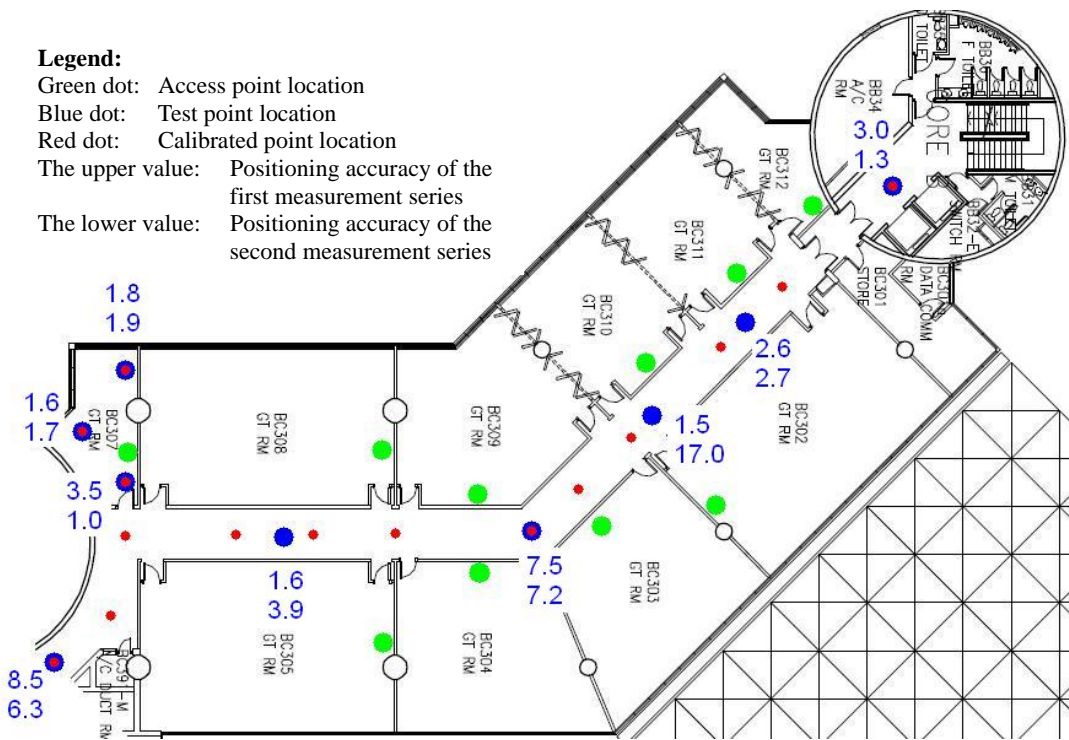 Legend:
Green dot: Access point location
Blue dot: Test point location
Red dot: Calibrated point location
The upper value: Positioning accuracy of the
first measurement series
The lower value: Positioning accuracy of the
second measurement series
TOILET
F TOILET
BB34
A/C
RM
3.0
1.3
ORE
BC312
GT RM
BC311
GT RM
BC310
GT RM
BB32-E
SWITCH RM
TOILET
BC301
STORE
DATA COMM
RM
1.8
1.9
2.6
2.7
1.6
1.7
BC307
GT RM
BC308
GT RM
BC309
GT RM
1.5
17.0
BC302
GT RM
3.5
1.0
1.6
3.9
7.5
7.2
BC303
GT RM
BC305
GT RM
BC304
GT RM
8.5
6.3
DUCT RM